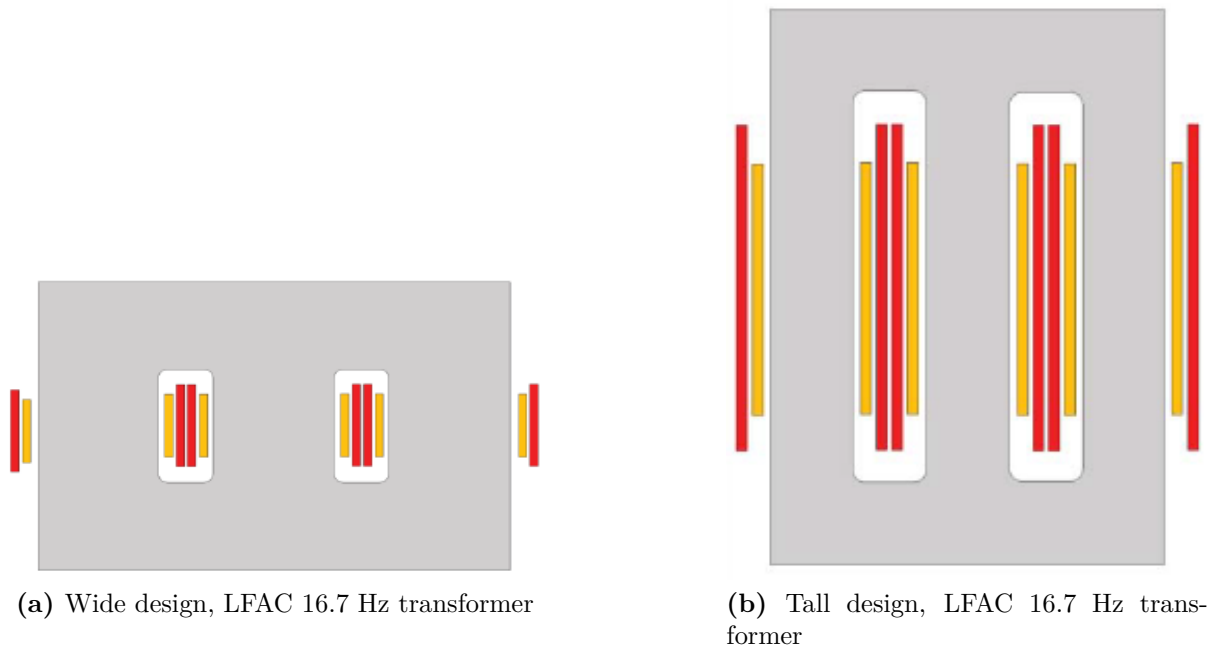 (a) Wide design, LFAC 16.7 Hz transformer
(b) Tall design, LFAC 16.7 Hz trans-
former